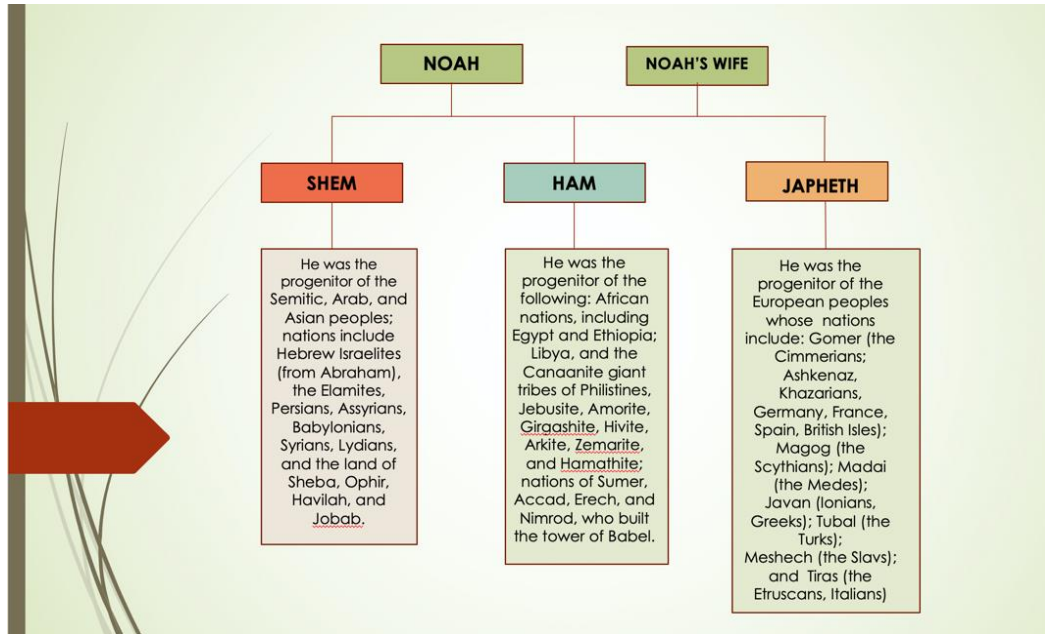 NOAH
NOAH'S WIFE
SHEM
HAM
JAPHETH
He was the
progenitor of the
Semitic, Arab, and
Asian peoples;
nations include
Hebrew Israelites
(from Abraham),
the Elamites,
Persians, Assyrians,
Babylonians,
Syrians, Lydians,
and the land of
Sheba, Ophir,
Havilah, and
Jobab.
He was the
progenitor of the
following: African
nations, including
Egypt and Ethiopia;
Libya, and the
Canaanite giant
tribes of Philistines,
Jebusite, Amorite,
Girgashite, Hivite,
Arkite, Zemarite,
and Hamathite;
nations of Sumer,
Accad, Erech, and
Nimrod, who built
the tower of Babel.
He was the
progenitor of the
European peoples
whose nations
include: Gomer (the
Cimmerians;
Ashkenaz,
Khazarians,
Germany, France,
Spain, British Isles);
Magog (the
Scythians); Madai
(the Medes);
Javan (Ionians,
Greeks); Tubal (the
Turks);
Meshech (the Slavs);
and Tiras (the
Etruscans, Italians)